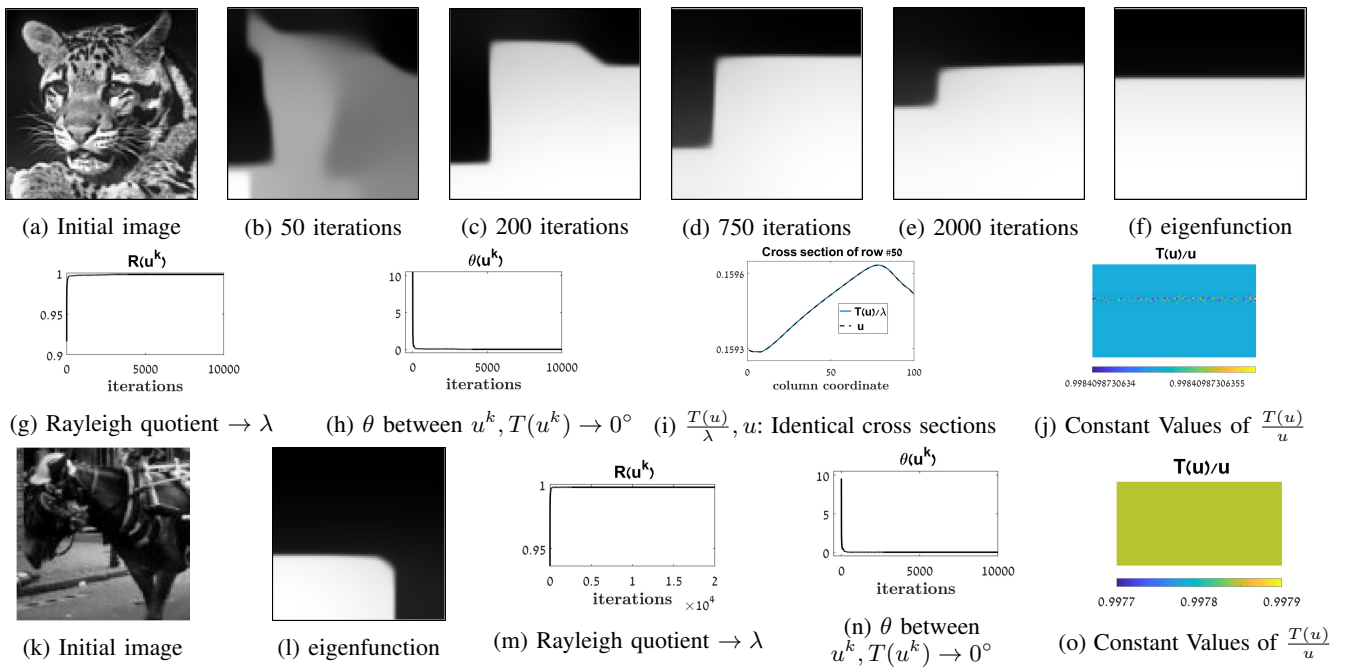 (a) Initial image
(b) 50 iterations
(c) 200 iterations
(d) 750 iterations
(e) 2000 iterations
(f) eigenfunction
R(u^k)
1
0.95
0.9
0 5000 10000
iterations
(g) Rayleigh quotient → λ
θ(u^k)
10
5
0
0 5000 10000
iterations
(h) θ between u^k, T(u^k) → 0°
Cross section of row #50
0.1596
0.1593
T(u)/λ
u
0 50 100
column coordinate
(i) T(u)/λ, u: Identical cross sections
T(u)/u
0.9984098730634 0.99840987306355
(j) Constant Values of T(u)/u
(k) Initial image
(l) eigenfunction
R(u^k)
1
0.95
0 0.5 1 1.5 2
iterations ×10^4
(m) Rayleigh quotient → λ
θ(u^k)
10
5
0
0 5000 10000
iterations
(n) θ between
u^k, T(u^k) → 0°
T(u)/u
0.9977 0.9978 0.9979
(o) Constant Values of T(u)/u